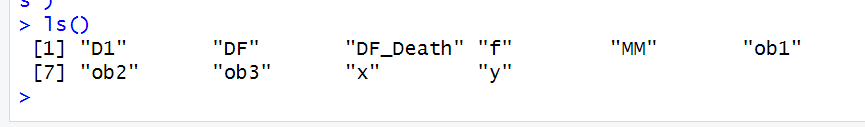 > ls()
[1] "D1" "DF" "DF_Death" "f" "MM" "ob1"
[7] "ob2" "ob3" "x" "y"
>